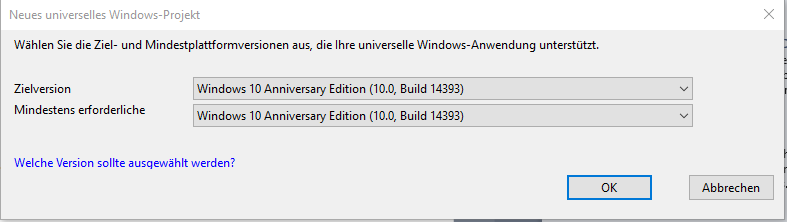 Neues universelles Windows-Projekt
Wählen Sie die Ziel- und Mindestplattformversionen aus, die Ihre universelle Windows-Anwendung unterstützt.
Zielversion
Windows 10 Anniversary Edition (10.0, Build 14393)
Mindestens erforderliche
Windows 10 Anniversary Edition (10.0, Build 14393)
Welche Version sollte ausgewählt werden?
OK
Abbrechen